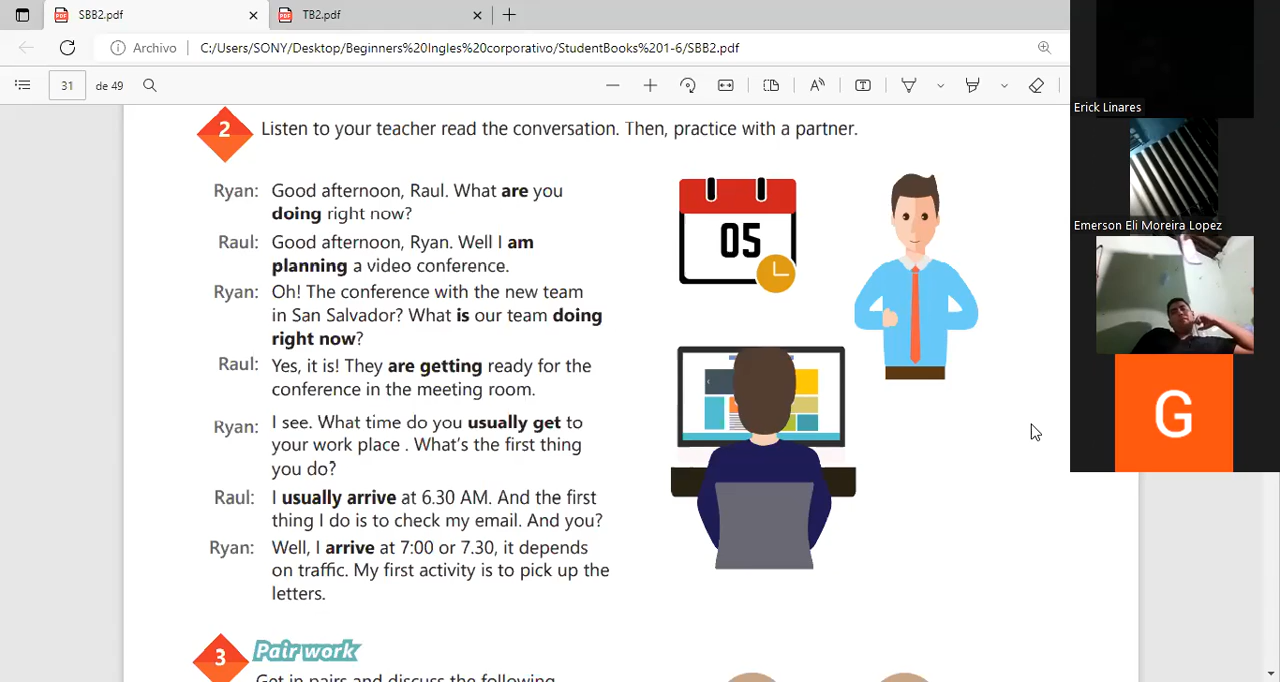 SBB2.pdf
TB2.pdf
Archivo
C:/Users/SONY/Desktop/Beginners%20Ingles%20corporativo/StudentBooks%201-6/SBB2.pdf
31 de 49
2
Listen to your teacher read the conversation. Then, practice with a partner.
Ryan: Good afternoon, Raul. What are you
doing right now?
Raul: Good afternoon, Ryan. Well I am
planning a video conference.
Ryan: Oh! The conference with the new team
in San Salvador? What is our team doing
right now?
Raul: Yes, it is! They are getting ready for the
conference in the meeting room.
Ryan: I see. What time do you usually get to
your work place . What's the first thing
you do?
Raul: I usually arrive at 6.30 AM. And the first
thing I do is to check my email. And you?
Ryan: Well, I arrive at 7:00 or 7.30, it depends
on traffic. My first activity is to pick up the
letters.
05
3
Pair work
Get in pairs and discuss the following
Erick Linares
Emerson Eli Moreira Lopez
G